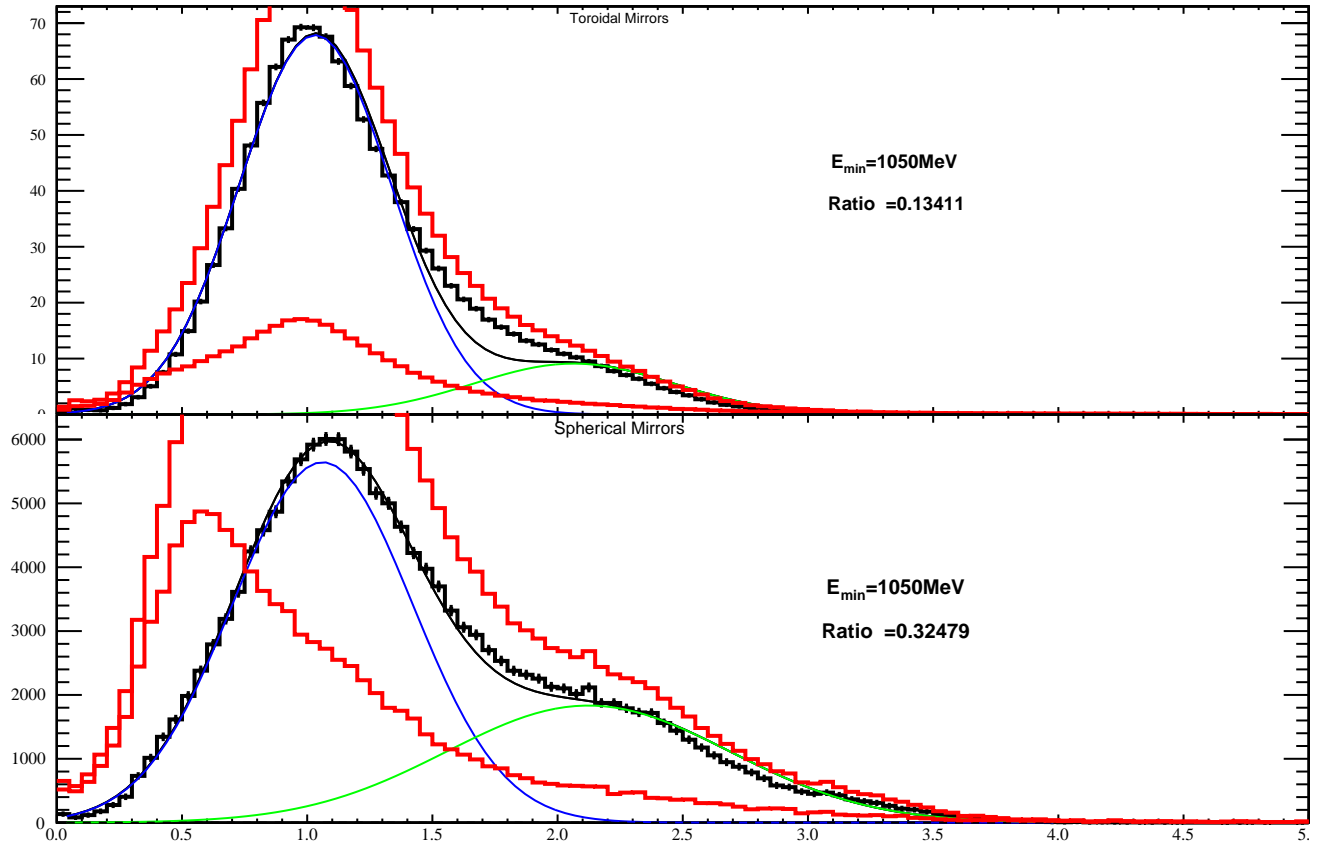 Toroidal Mirrors
70
60
50
40
30
20
10
0
E_min=1050MeV
Ratio =0.13411
Spherical Mirrors
6000
5000
4000
3000
2000
1000
0
E_min=1050MeV
Ratio =0.32479
0.0 0.5 1.0 1.5 2.0 2.5 3.0 3.5 4.0 4.5 5.